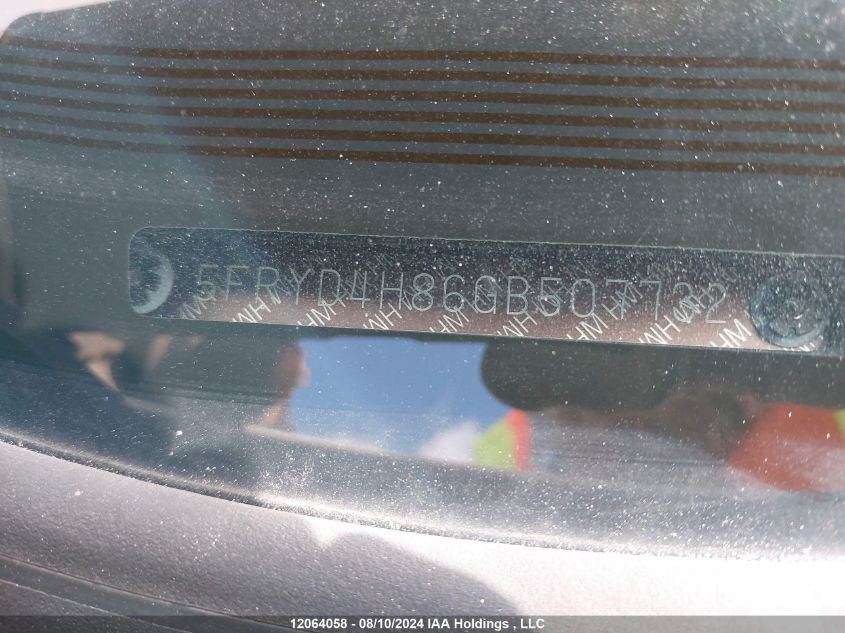 5FRYD4H86GB507732
12064058 - 08/10/2024 IAA Holdings , LLC